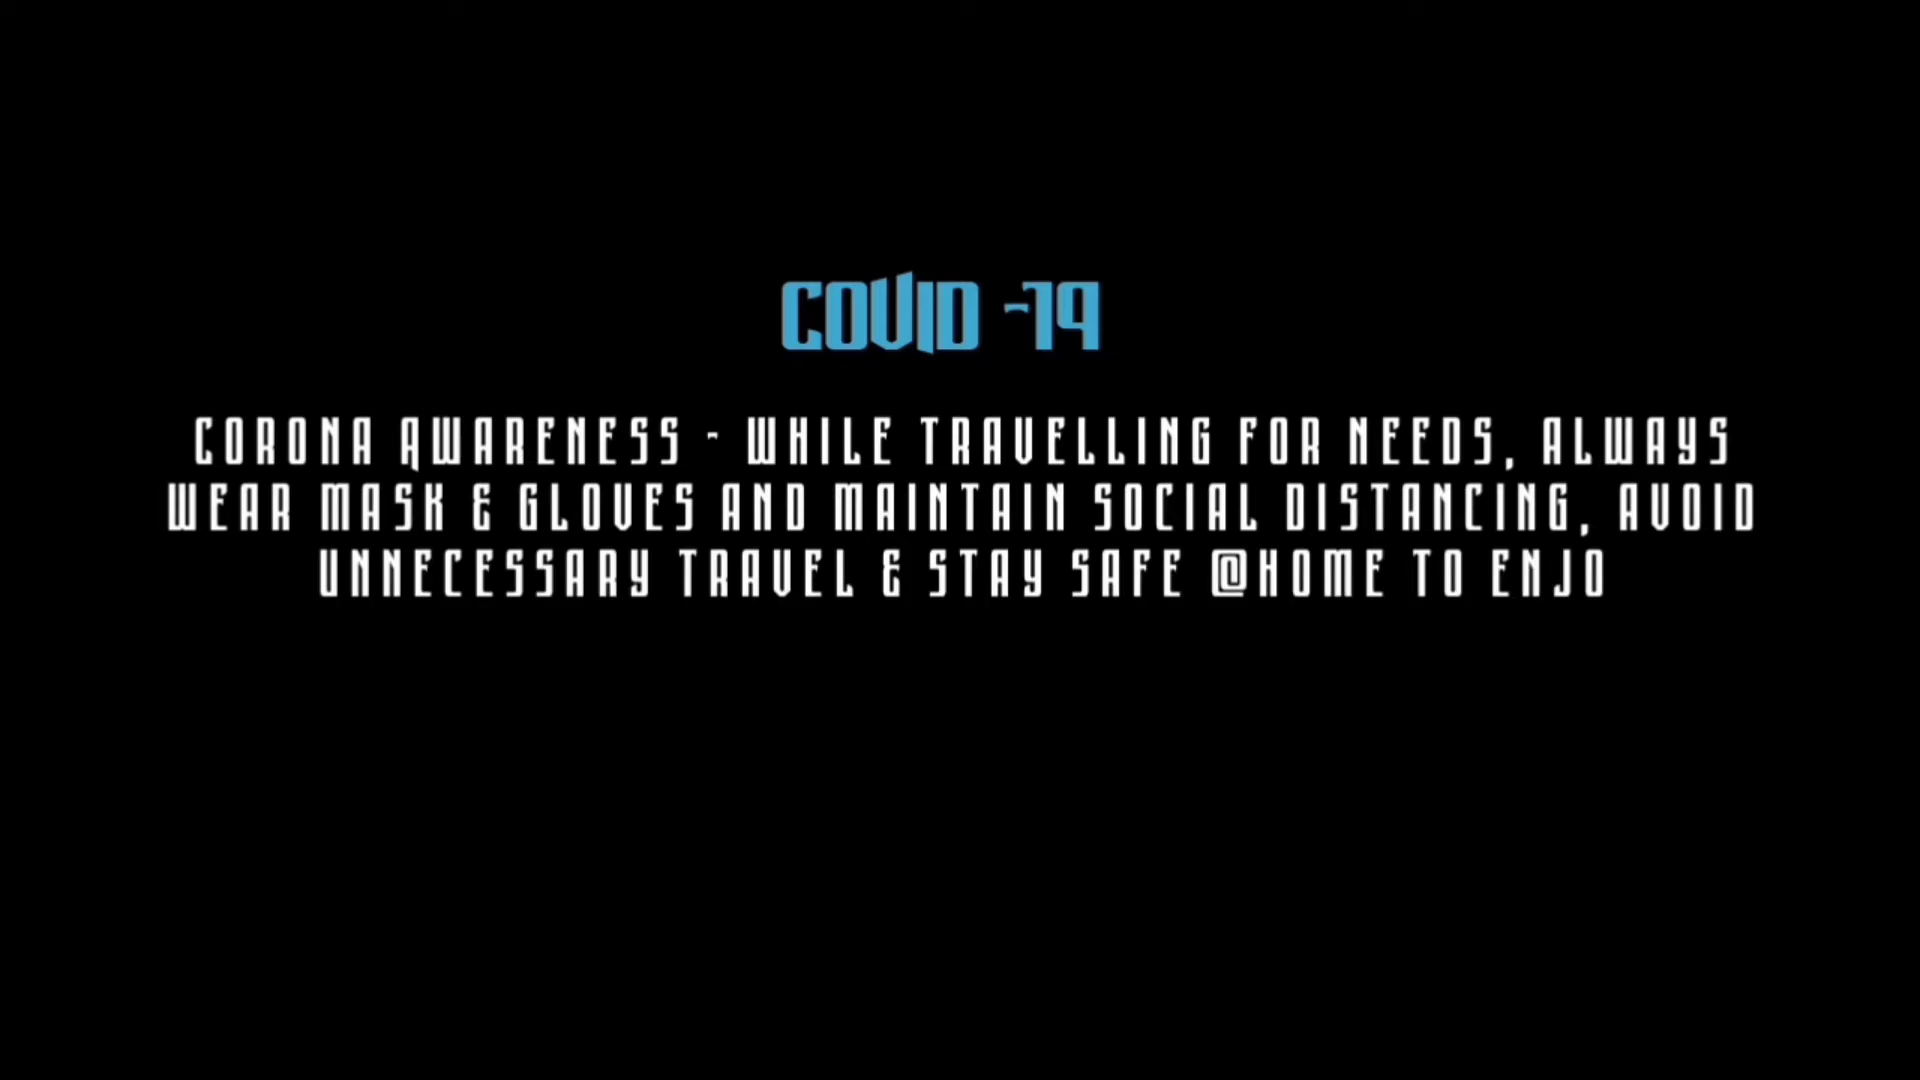 COVID -19
CORONA AWARENESS - WHILE TRAVELLING FOR NEEDS, ALWAYS
WEAR MASK & GLOVES AND MAINTAIN SOCIAL DISTANCING, AVOID
UNNECESSARY TRAVEL & STAY SAFE @HOME TO ENJO